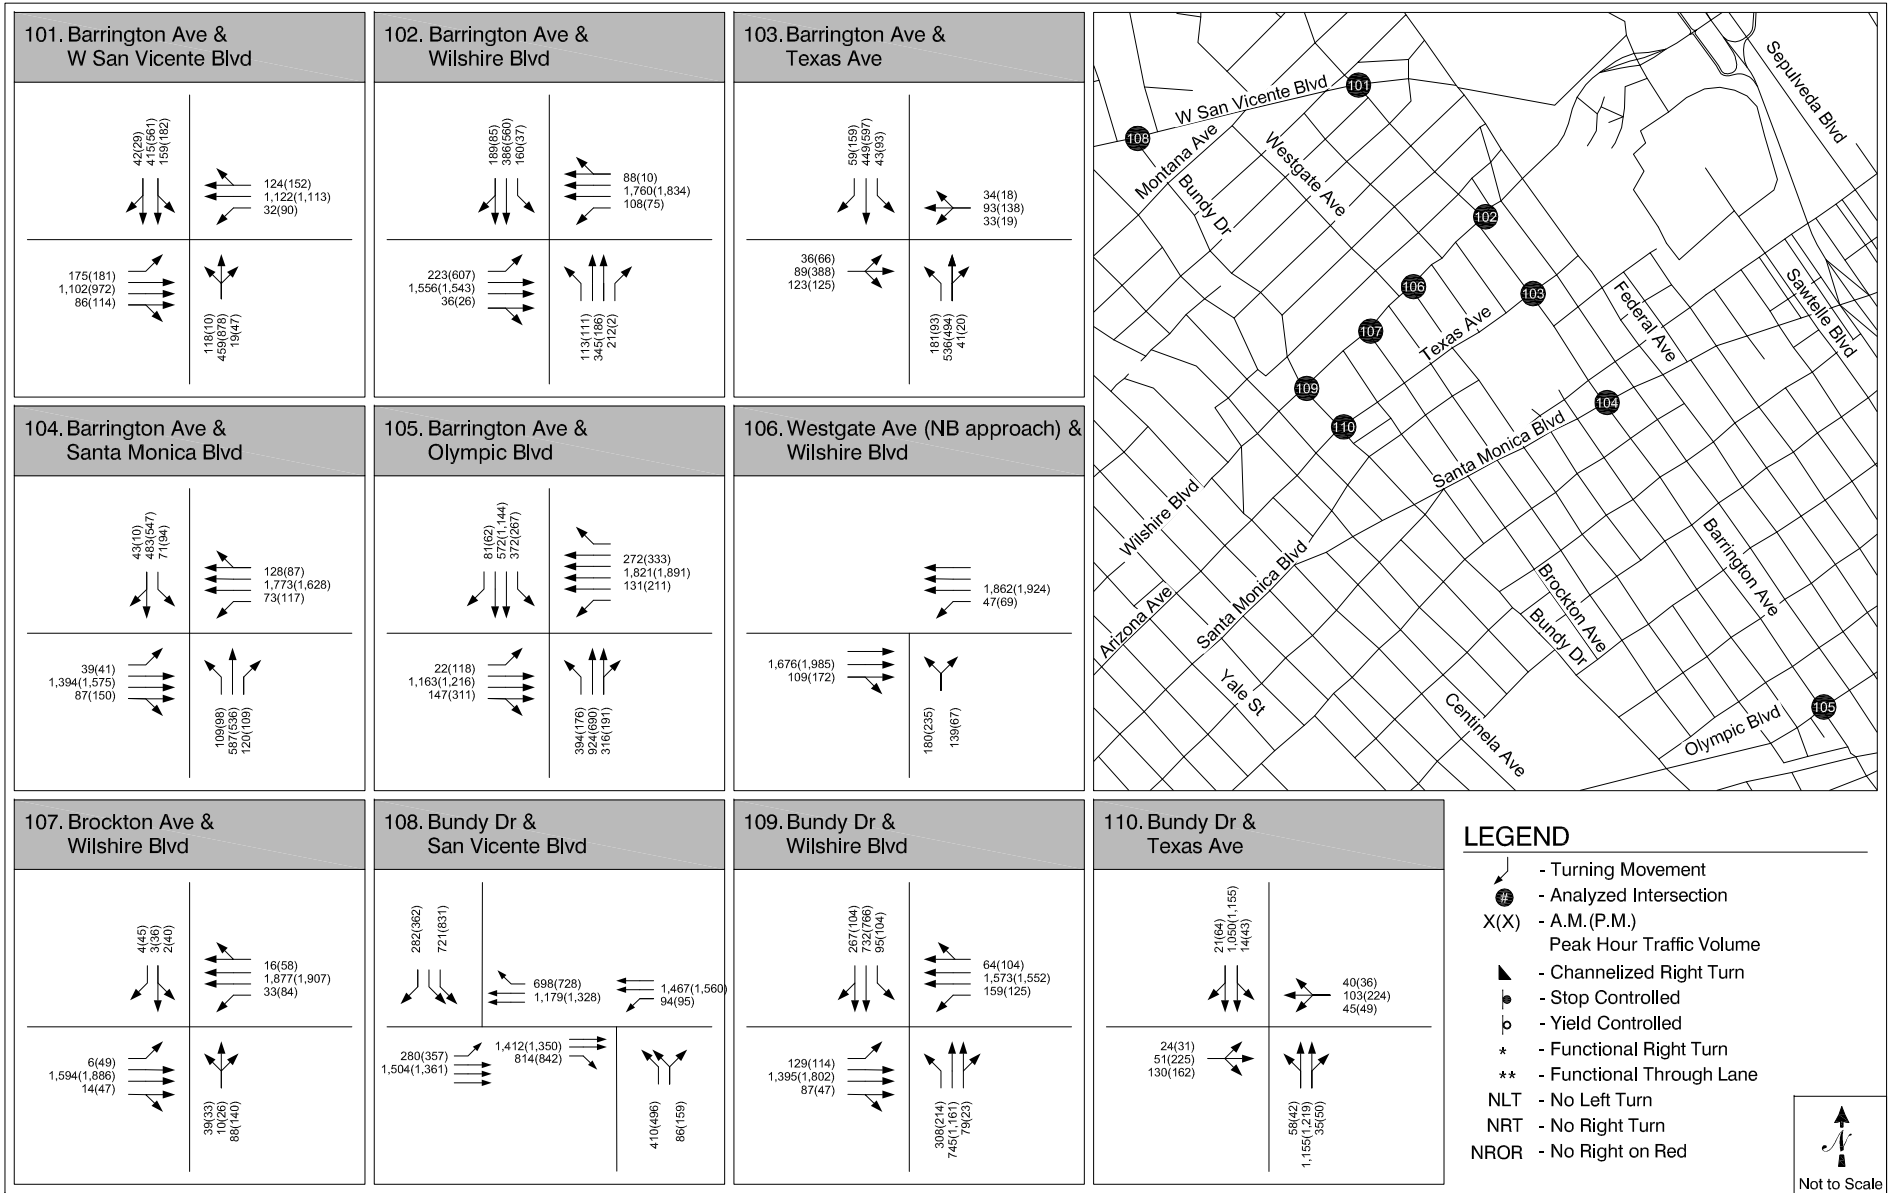 101. Barrington Ave &
W San Vicente Blvd
42(29)
415(561)
159(182)
124(152)
1,122(1,113)
32(90)
175(181)
1,102(972)
86(114)
118(10)
459(878)
19(47)
102. Barrington Ave &
Wilshire Blvd
189(85)
386(560)
160(37)
88(10)
1,760(1,834)
108(75)
223(607)
1,556(1,543)
36(26)
113(111)
345(186)
212(2)
103. Barrington Ave &
Texas Ave
59(159)
449(597)
43(93)
34(18)
93(138)
33(19)
36(66)
89(388)
123(125)
181(93)
536(494)
41(20)
104. Barrington Ave &
Santa Monica Blvd
43(10)
483(547)
71(94)
128(87)
1,773(1,628)
73(117)
39(41)
1,394(1,575)
87(150)
109(98)
587(536)
120(109)
105. Barrington Ave &
Olympic Blvd
81(62)
572(1,144)
372(267)
272(333)
1,821(1,891)
131(211)
22(118)
1,163(1,216)
147(311)
394(176)
924(690)
316(191)
106. Westgate Ave (NB approach) &
Wilshire Blvd
1,862(1,924)
47(69)
1,676(1,985)
109(172)
180(235)
139(67)
107. Brockton Ave &
Wilshire Blvd
4(45)
3(36)
2(40)
16(58)
1,877(1,907)
33(84)
6(49)
1,594(1,886)
14(47)
39(33)
10(26)
88(140)
108. Bundy Dr &
San Vicente Blvd
282(362)
721(831)
698(728)
1,179(1,328)
1,467(1,560)
94(95)
280(357)
1,504(1,361)
1,412(1,350)
814(842)
410(496)
86(159)
109. Bundy Dr &
Wilshire Blvd
267(104)
732(766)
95(104)
64(104)
1,573(1,552)
159(125)
129(114)
1,395(1,802)
87(47)
308(214)
745(1,161)
79(23)
110. Bundy Dr &
Texas Ave
21(64)
1,050(1,155)
14(43)
40(36)
103(224)
45(49)
24(31)
51(225)
130(162)
58(42)
1,155(1,219)
35(50)
W San Vicente Blvd
101
108
Montana Ave
Westgate Ave
Bundy Dr
Sepulveda Blvd
102
106
103
107
Texas Ave
Federal Ave
Sawtelle Blvd
109
110
104
Santa Monica Blvd
Wilshire Blvd
Arizona Ave
Santa Monica Blvd
Yale St
Brockton Ave
Bundy Dr
Barrington Ave
Centinela Ave
Olympic Blvd
105
LEGEND
- Turning Movement
# - Analyzed Intersection
X(X) - A.M.(P.M.)
Peak Hour Traffic Volume
- Channelized Right Turn
- Stop Controlled
- Yield Controlled
* - Functional Right Turn
** - Functional Through Lane
NLT - No Left Turn
NRT - No Right Turn
NROR - No Right on Red
N
Not to Scale